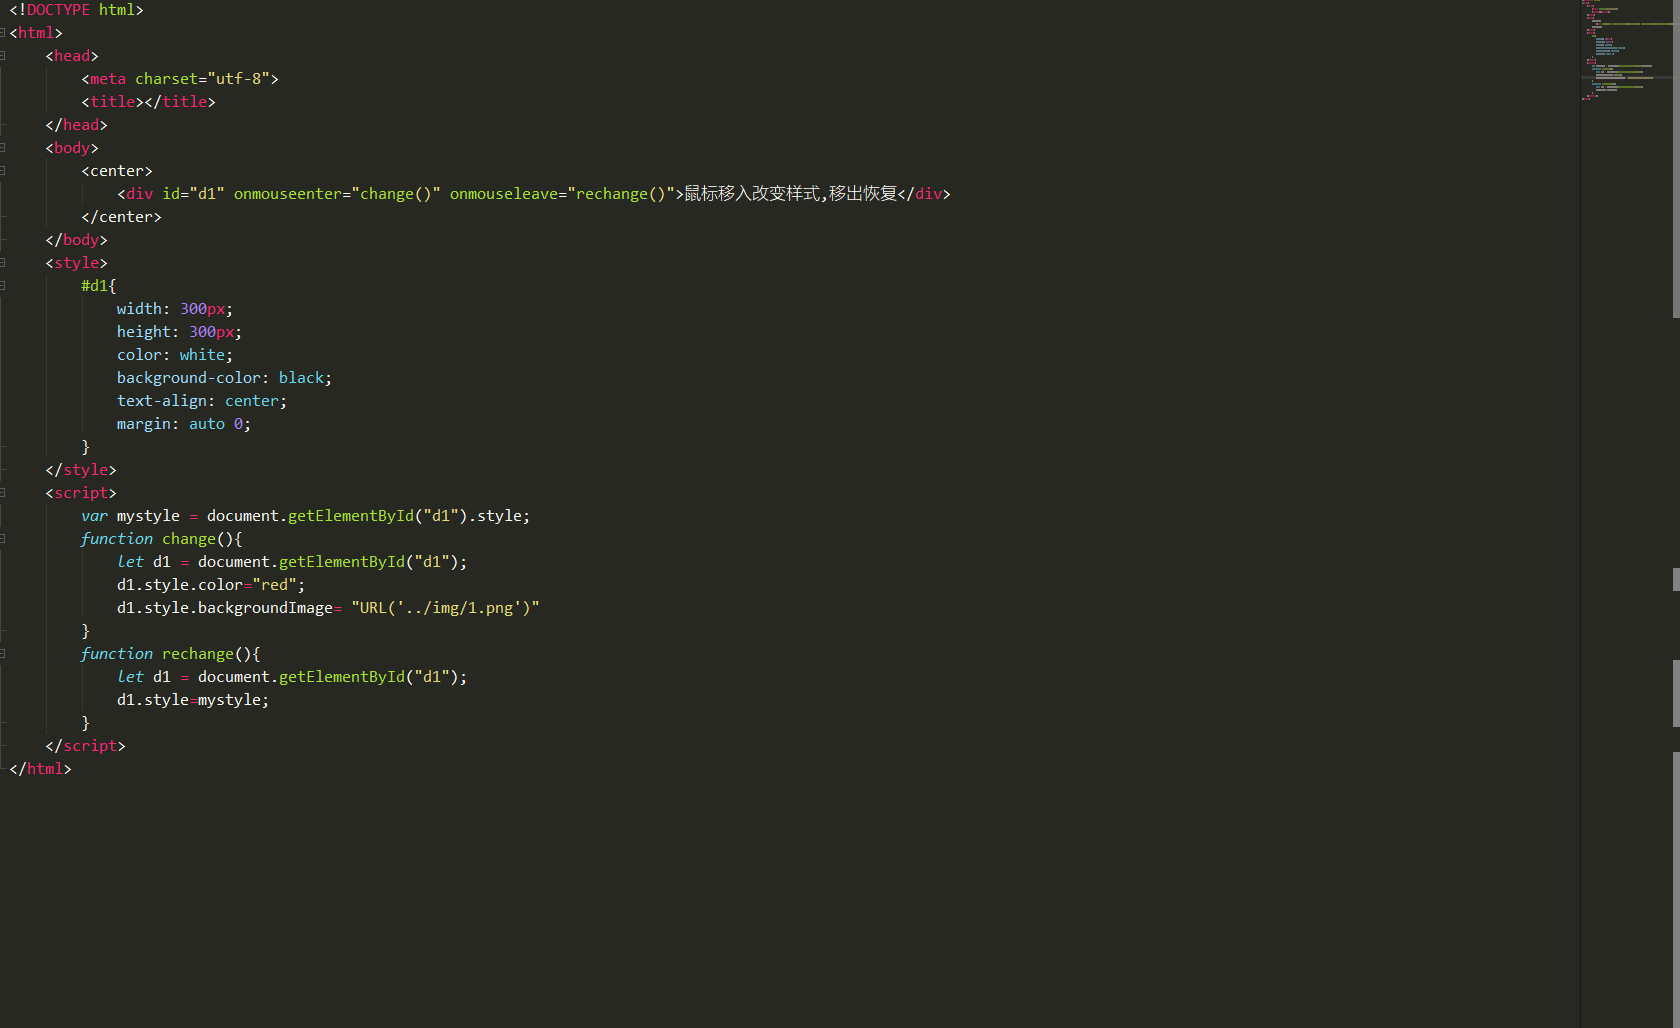 <!DOCTYPE html>
<html>
    <head>
        <meta charset="utf-8">
        <title></title>
    </head>
    <body>
        <center>
            <div id="d1" onmouseenter="change()" onmouseleave="rechange()">鼠标移入改变样式,移出恢复</div>
        </center>
    </body>
    <style>
        #d1{
            width: 300px;
            height: 300px;
            color: white;
            background-color: black;
            text-align: center;
            margin: auto 0;
        }
    </style>
    <script>
        var mystyle = document.getElementById("d1").style;
        function change(){
            let d1 = document.getElementById("d1");
            d1.style.color="red";
            d1.style.backgroundImage= "URL('../img/1.png')"
        }
        function rechange(){
            let d1 = document.getElementById("d1");
            d1.style=mystyle;
        }
    </script>
</html>